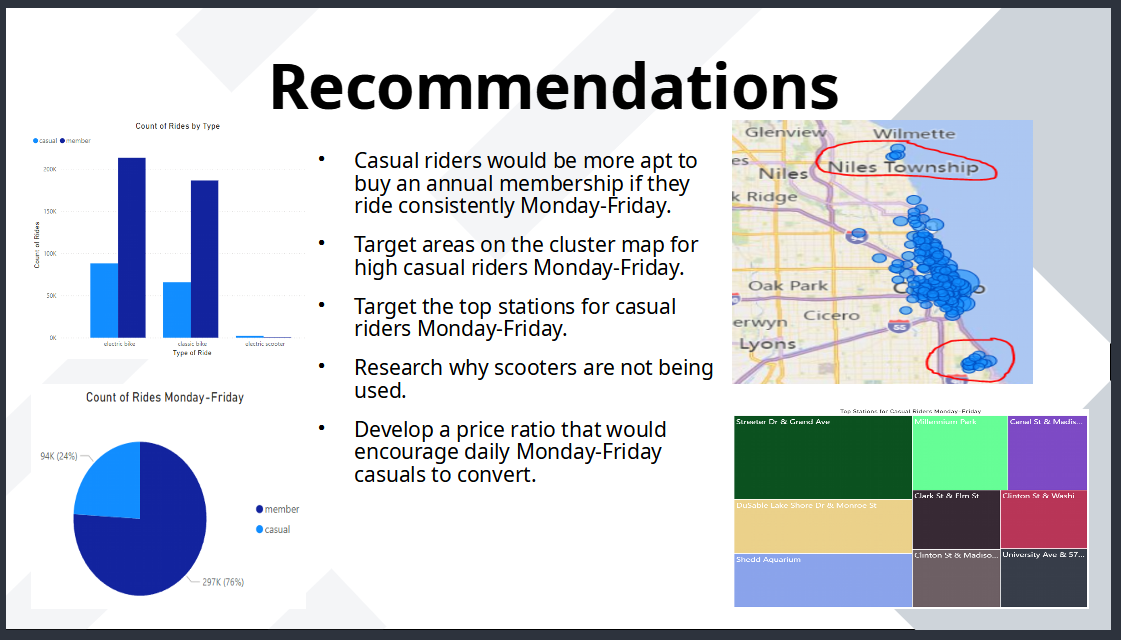 Recommendations
Count of Rides by Type
casual member
200K
150K
100K
50K
0K
Count of Rides
electric bike classic bike electric scooter
Type of Ride
Count of Rides Monday-Friday
94K (24%)
member
casual
297K (76%)
• Casual riders would be more apt to
buy an annual membership if they
ride consistently Monday-Friday.
• Target areas on the cluster map for
high casual riders Monday-Friday.
• Target the top stations for casual
riders Monday-Friday.
• Research why scooters are not being
used.
• Develop a price ratio that would
encourage daily Monday-Friday
casuals to convert.
Glenview Wilmette
es
Niles Niles Township
k Ridge
Oak Park
erwyn Cicero
55
Lyons
Top Stations for Casual Riders Monday-Friday
Streeter Dr & Grand Ave
Millennium Park
Canal St & Madis...
DuSable Lake Shore Dr & Monroe St
Clark St & Elm St
Clinton St & Washi
Shedd Aquarium
Clinton St & Madiso...
University Ave & 57...